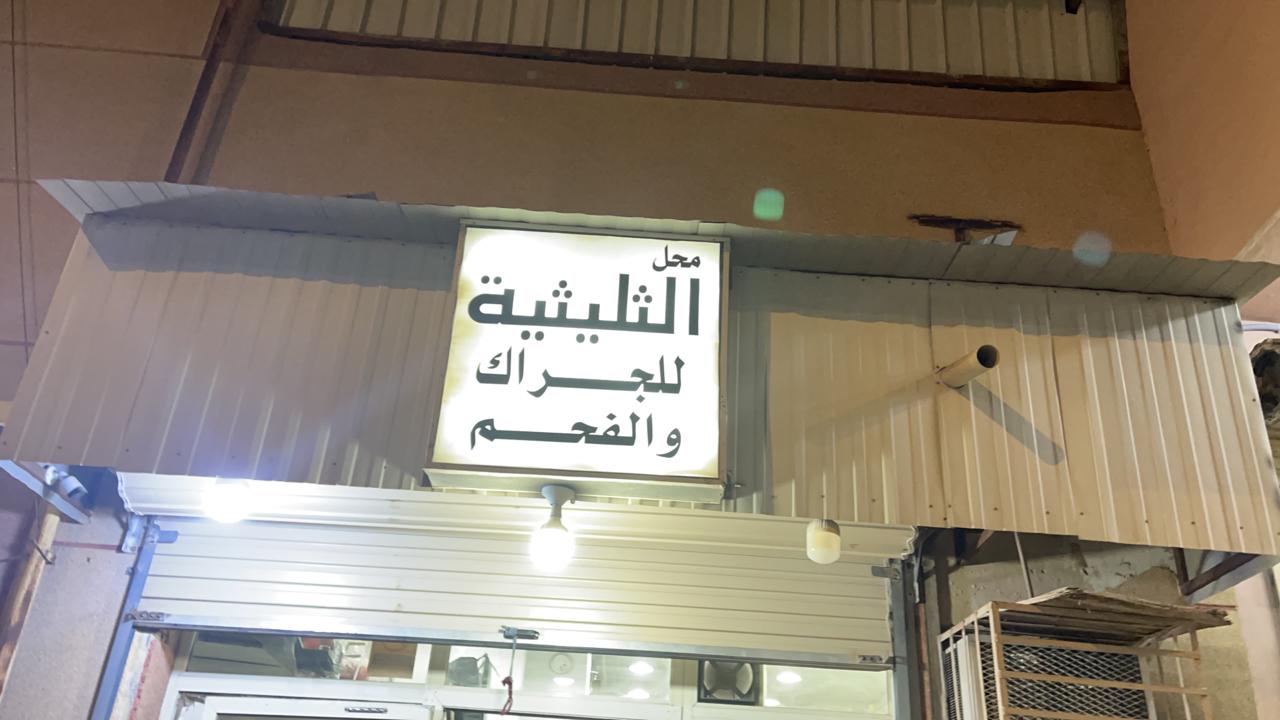 محل
الثليثية
للجراك
والفحم